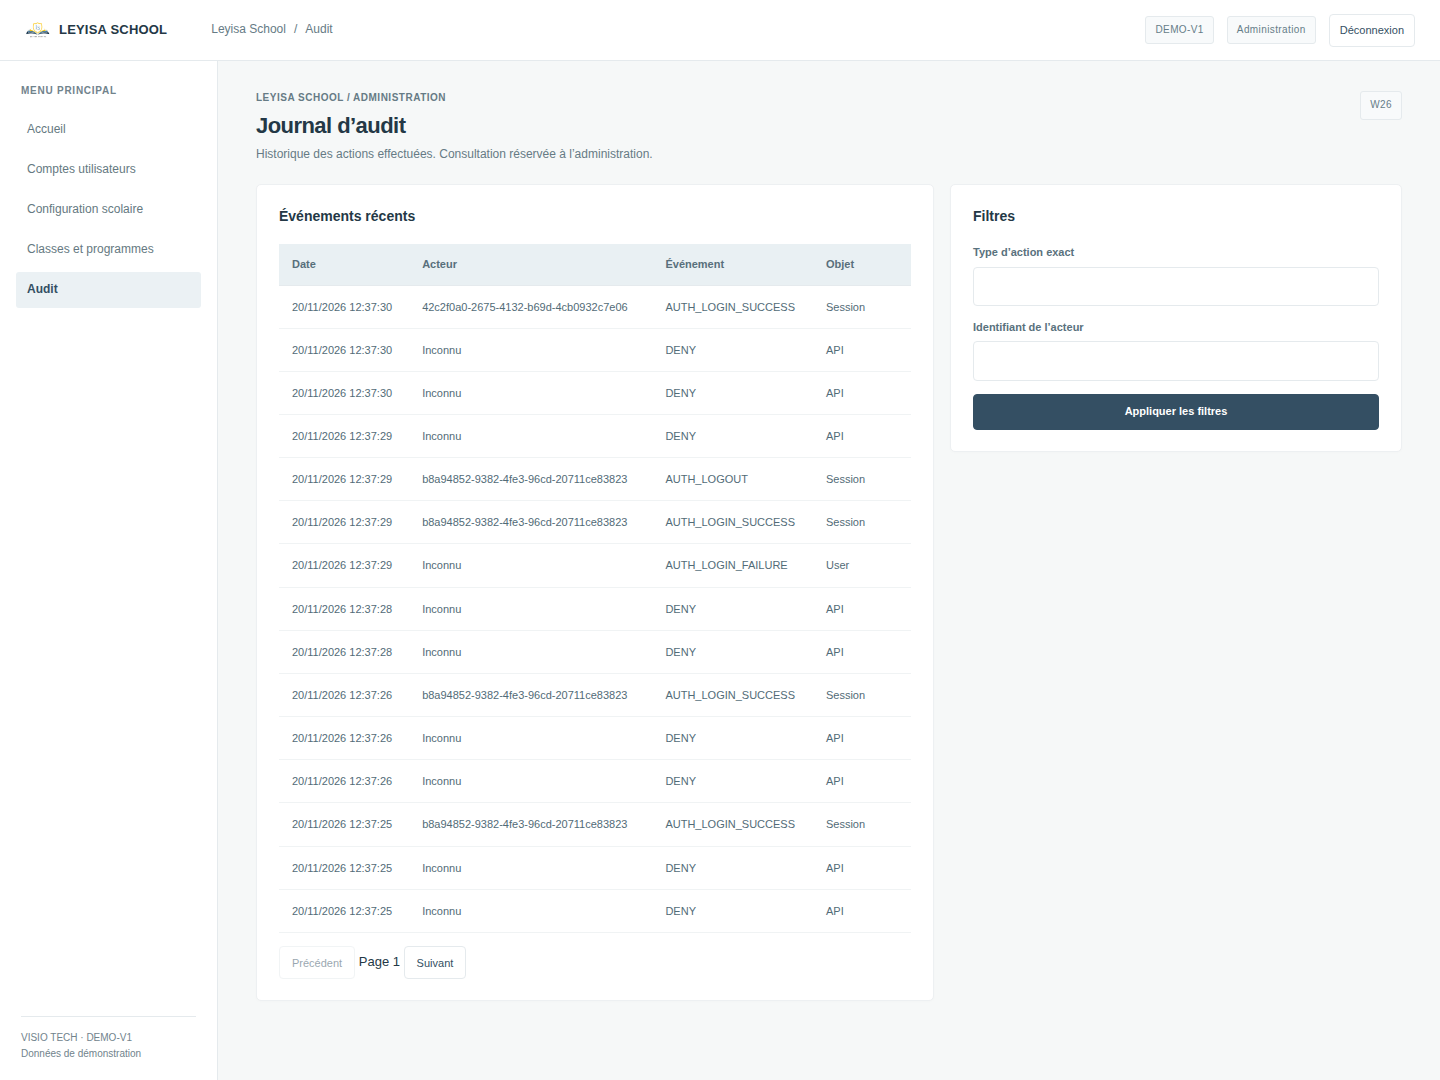 LEYISA SCHOOL
Leyisa School / Audit
DEMO-V1
Administration
Déconnexion
MENU PRINCIPAL
Accueil
Comptes utilisateurs
Configuration scolaire
Classes et programmes
Audit
VISIO TECH · DEMO-V1
Données de démonstration
LEYISA SCHOOL / ADMINISTRATION
Journal d’audit
Historique des actions effectuées. Consultation réservée à l’administration.
W26
Événements récents
Date Acteur Événement Objet
20/11/2026 12:37:30 42c2f0a0-2675-4132-b69d-4cb0932c7e06 AUTH_LOGIN_SUCCESS Session
20/11/2026 12:37:30 Inconnu DENY API
20/11/2026 12:37:30 Inconnu DENY API
20/11/2026 12:37:29 Inconnu DENY API
20/11/2026 12:37:29 b8a94852-9382-4fe3-96cd-20711ce83823 AUTH_LOGOUT Session
20/11/2026 12:37:29 b8a94852-9382-4fe3-96cd-20711ce83823 AUTH_LOGIN_SUCCESS Session
20/11/2026 12:37:29 Inconnu AUTH_LOGIN_FAILURE User
20/11/2026 12:37:28 Inconnu DENY API
20/11/2026 12:37:28 Inconnu DENY API
20/11/2026 12:37:26 b8a94852-9382-4fe3-96cd-20711ce83823 AUTH_LOGIN_SUCCESS Session
20/11/2026 12:37:26 Inconnu DENY API
20/11/2026 12:37:26 Inconnu DENY API
20/11/2026 12:37:25 b8a94852-9382-4fe3-96cd-20711ce83823 AUTH_LOGIN_SUCCESS Session
20/11/2026 12:37:25 Inconnu DENY API
20/11/2026 12:37:25 Inconnu DENY API
Précédent Page 1 Suivant
Filtres
Type d’action exact
Identifiant de l’acteur
Appliquer les filtres